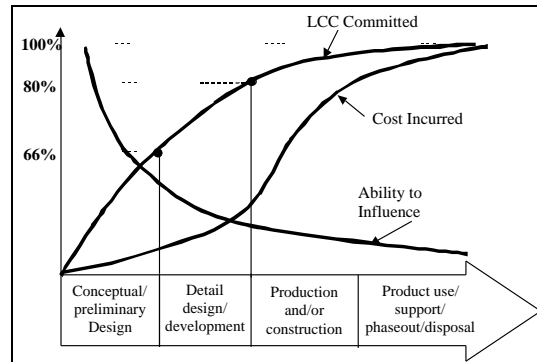 100%
LCC Committed
80%
Cost Incurred
66%
Ability to
Influence
Conceptual/
preliminary
Design
Detail
design/
development
Production
and/or
construction
Product use/
support/
phaseout/disposal